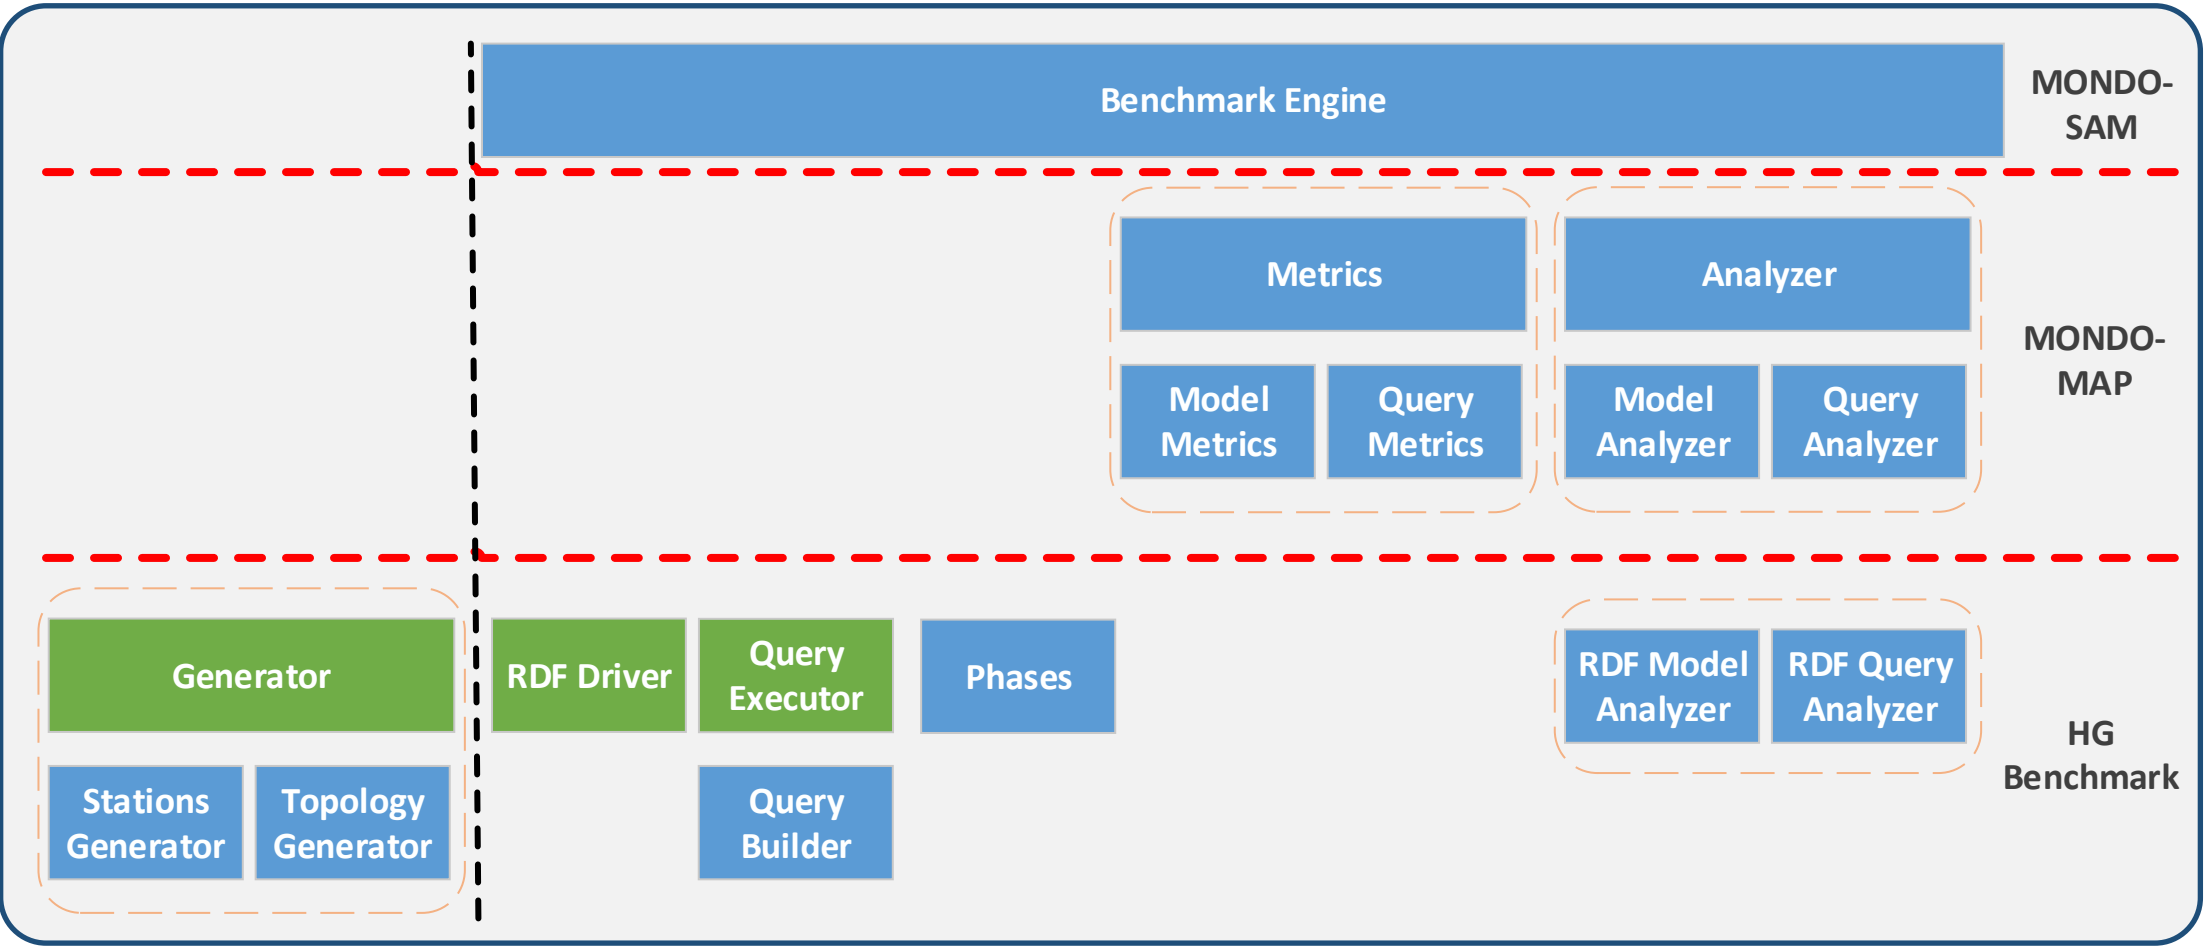 Benchmark Engine
MONDO-
SAM
Metrics
Analyzer
Model
Metrics
Query
Metrics
Model
Analyzer
Query
Analyzer
MONDO-
MAP
Generator
RDF Driver
Query
Executor
Phases
RDF Model
Analyzer
RDF Query
Analyzer
Stations
Generator
Topology
Generator
Query
Builder
HG
Benchmark